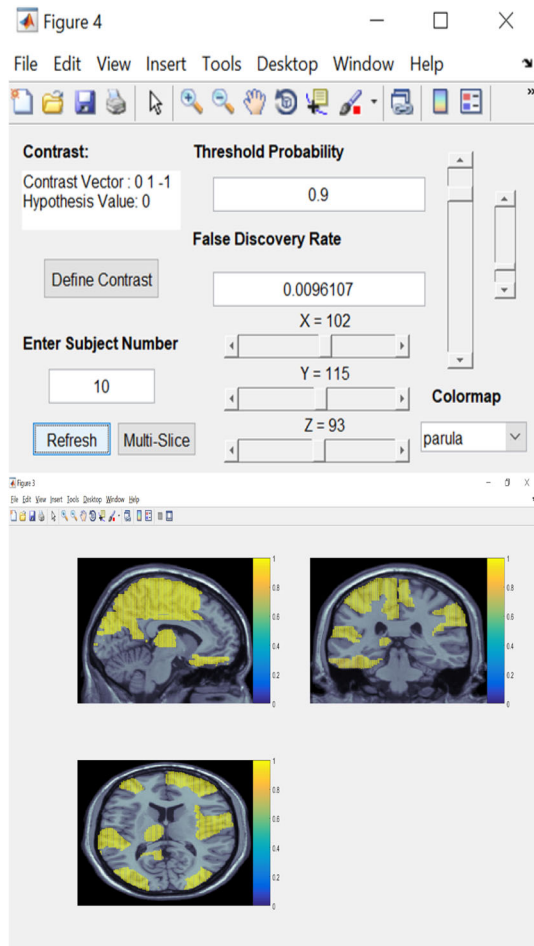 Figure 4
File Edit View Insert Tools Desktop Window Help
Contrast:
Contrast Vector : 0 1 -1
Hypothesis Value: 0
Define Contrast
Enter Subject Number
10
Refresh Multi-Slice
Threshold Probability
0.9
False Discovery Rate
0.0096107
X = 102
Y = 115
Z = 93
Colormap
parula
Figure 3
File Edit View Insert Tools Desktop Window Help
1
0.8
0.6
0.4
0.2
0
1
0.8
0.6
0.4
0.2
0
1
0.8
0.6
0.4
0.2
0